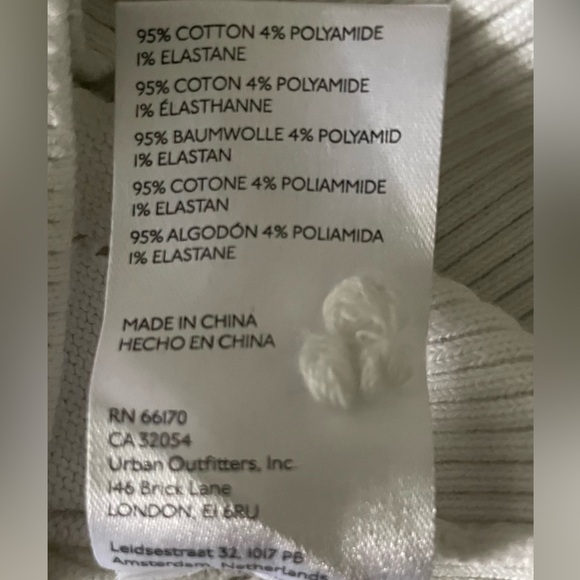 95% COTTON 4% POLYAMIDE
1% ELASTANE
95% COTON 4% POLYAMIDE
1% ÉLASTHANNE
95% BAUMWOLLE 4% POLYAMID
1% ELASTAN
95% COTONE 4% POLIAMMIDE
1% ELASTAN
95% ALGODÓN 4% POLIAMIDA
1% ELASTANE
MADE IN CHINA
HECHO EN CHINA
RN 66170
CA 32054
Urban Outfitters, Inc.
146 Brick Lane
LONDON, E1 6RU
Leidsestraat 32, 1017 PB
Amsterdam, Netherlands